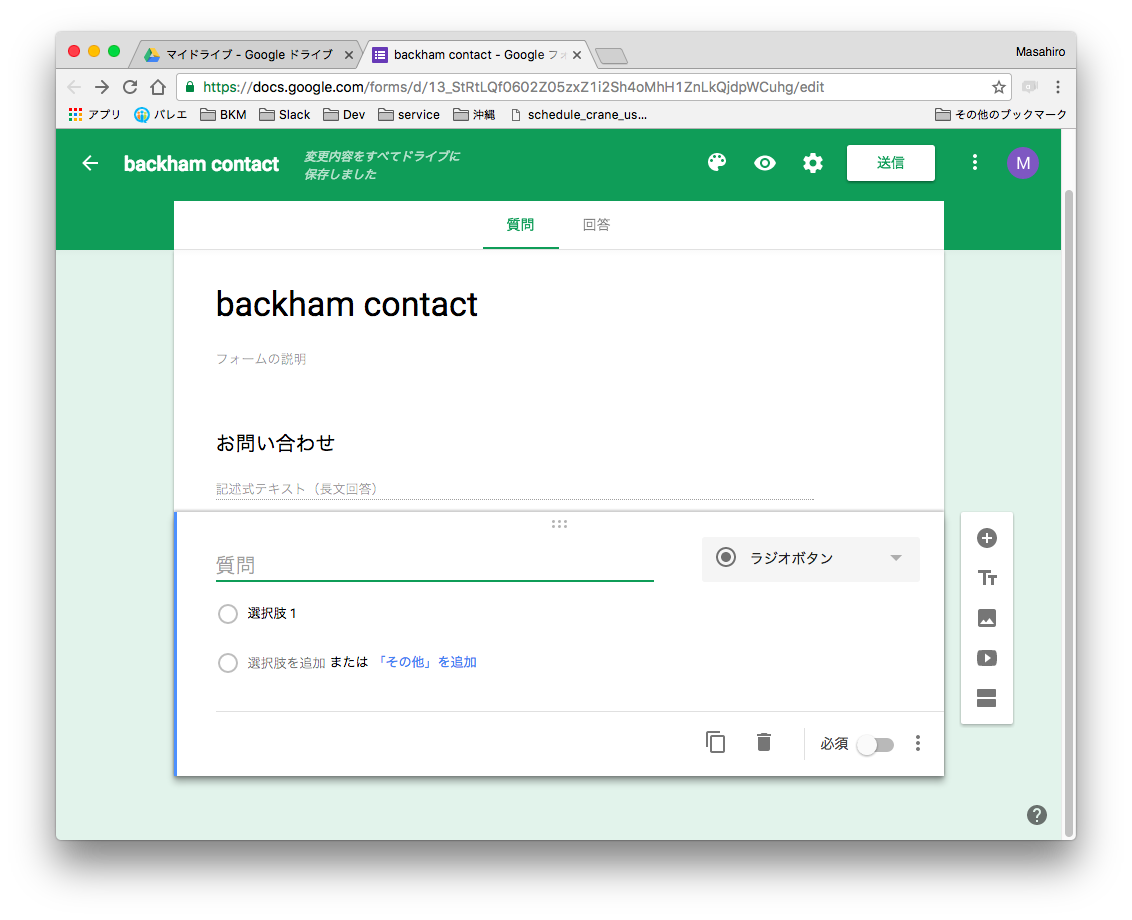 マイドライブ - Google ドライブ
backham contact - Google フォ
Masahiro
https://docs.google.com/forms/d/13_StRtLQf0602Z05zxZ1i2Sh4oMhH1ZnLkQjdpWCuhg/edit
アプリ バレエ BKM Slack Dev service 沖縄 schedule_crane_us... その他のブックマーク
backham contact
変更内容をすべてドライブに
保存しました
送信
M
質問 回答
backham contact
フォームの説明
お問い合わせ
記述式テキスト（長文回答）
質問
ラジオボタン
選択肢 1
選択肢を追加 または 「その他」を追加
必須